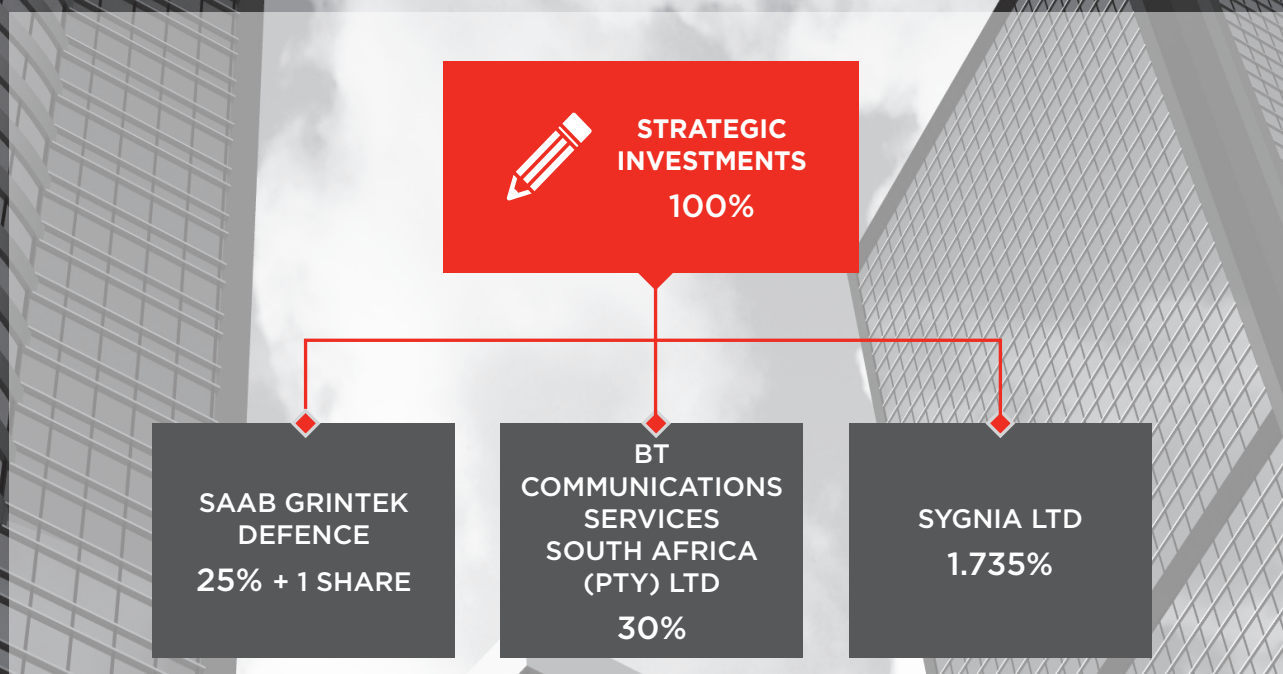 STRATEGIC
INVESTMENTS
100%
SAAB GRINTEK
DEFENCE
25% + 1 SHARE
BT
COMMUNICATIONS
SERVICES
SOUTH AFRICA
(PTY) LTD
30%
SYGNIA LTD
1.735%